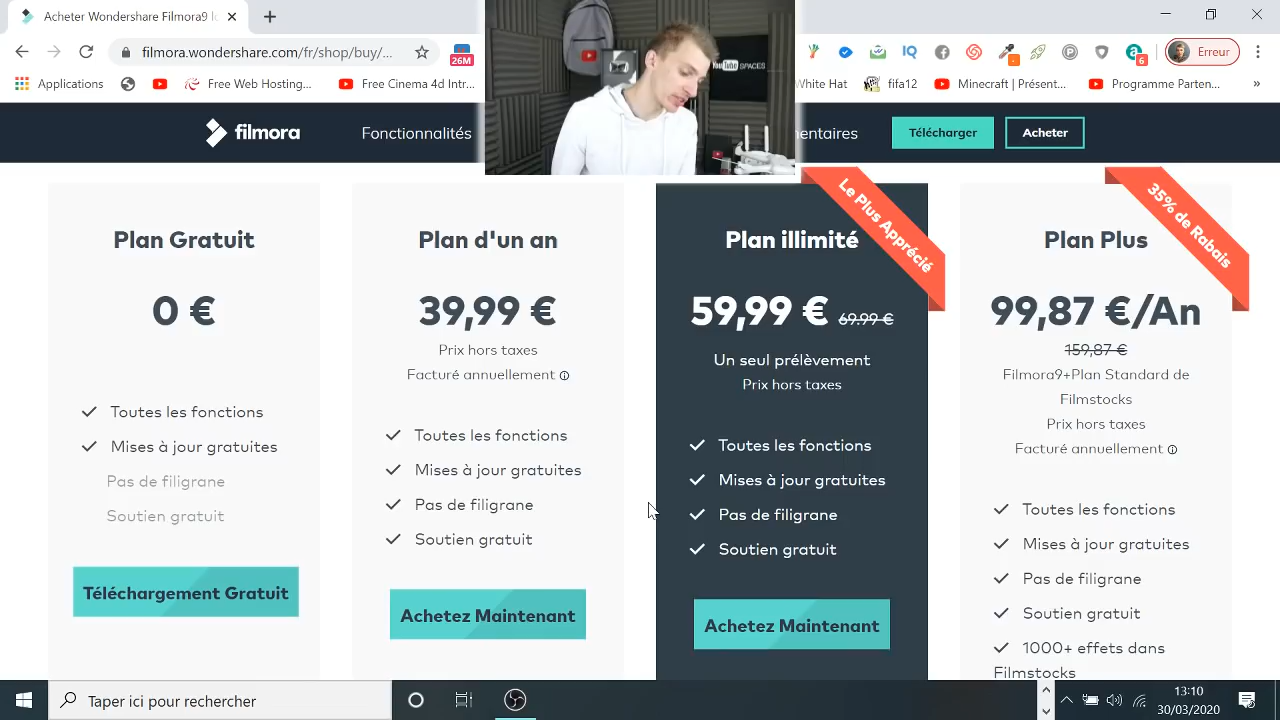 Acheter Wondershare Filmora9
filmora.wondershare.com/fr/shop/buy/
26M
IQ
6
Erreur
Applications
Free Web Hosting
Free Cinema 4d Intr...
White Hat
fifa12
Minecraft | Présent...
Programme Parten...
»
YouTube SPACES
filmora
Fonctionnalités
mentaires
Télécharger
Acheter
Plan Gratuit
0 €
Toutes les fonctions
Mises à jour gratuites
Pas de filigrane
Soutien gratuit
Téléchargement Gratuit
Plan d'un an
39,99 €
Prix hors taxes
Facturé annuellement
Toutes les fonctions
Mises à jour gratuites
Pas de filigrane
Soutien gratuit
Achetez Maintenant
Le Plus Apprécié
Plan illimité
59,99 € 69.99 €
Un seul prélèvement
Prix hors taxes
Toutes les fonctions
Mises à jour gratuites
Pas de filigrane
Soutien gratuit
Achetez Maintenant
35% de Rabais
Plan Plus
99,87 €/An
159,87 €
Filmora9+Plan Standard de
Filmstocks
Prix hors taxes
Facturé annuellement
Toutes les fonctions
Mises à jour gratuites
Pas de filigrane
Soutien gratuit
1000+ effets dans
Filmstocks
Taper ici pour rechercher
13:10
30/03/2020